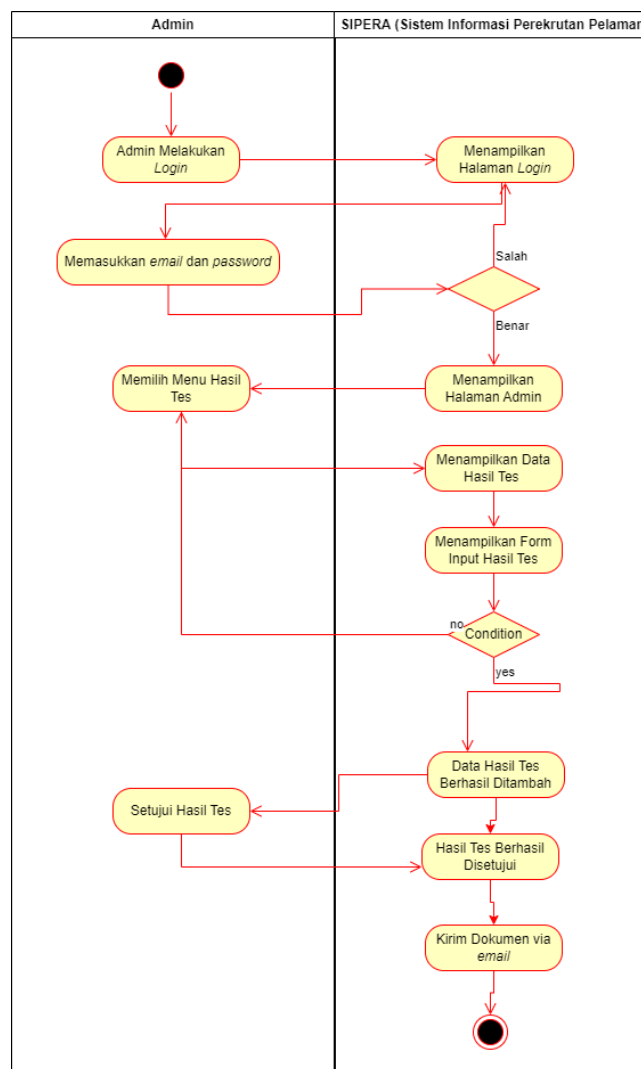 Admin
SIPERA (Sistem Informasi Perekrutan Pelamar
Admin Melakukan
Login
Menampilkan
Halaman Login
Memasukkan email dan password
Salah
Benar
Memilih Menu Hasil
Tes
Menampilkan
Halaman Admin
Menampilkan Data
Hasil Tes
Menampilkan Form
Input Hasil Tes
no
Condition
yes
Data Hasil Tes
Berhasil Ditambah
Setujui Hasil Tes
Hasil Tes Berhasil
Disetujui
Kirim Dokumen via
email